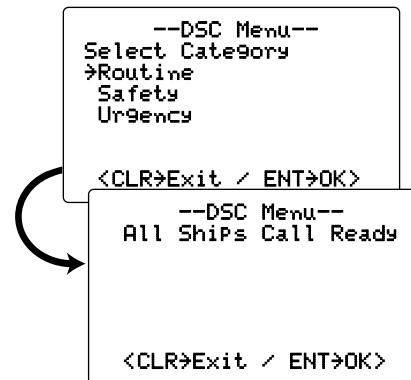 --DSC Menu--
Select Category
→Routine
Safety
Urgency
<CLR→Exit / ENT→OK>
--DSC Menu--
All Ships Call Ready
<CLR→Exit / ENT→OK>